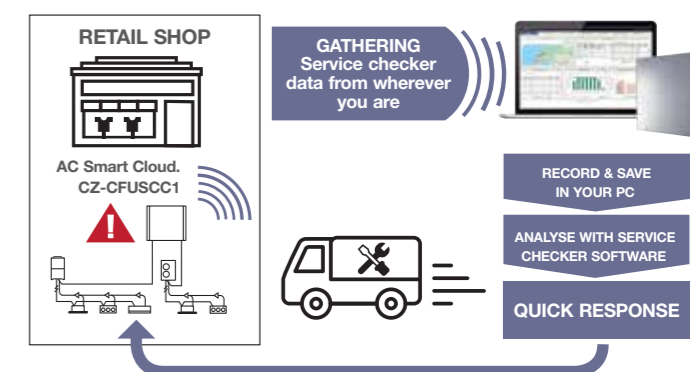 RETAIL SHOP
AC Smart Cloud.
CZ-CFUSCC1
GATHERING
Service checker
data from wherever
you are
RECORD & SAVE
IN YOUR PC
ANALYSE WITH SERVICE
CHECKER SOFTWARE
QUICK RESPONSE